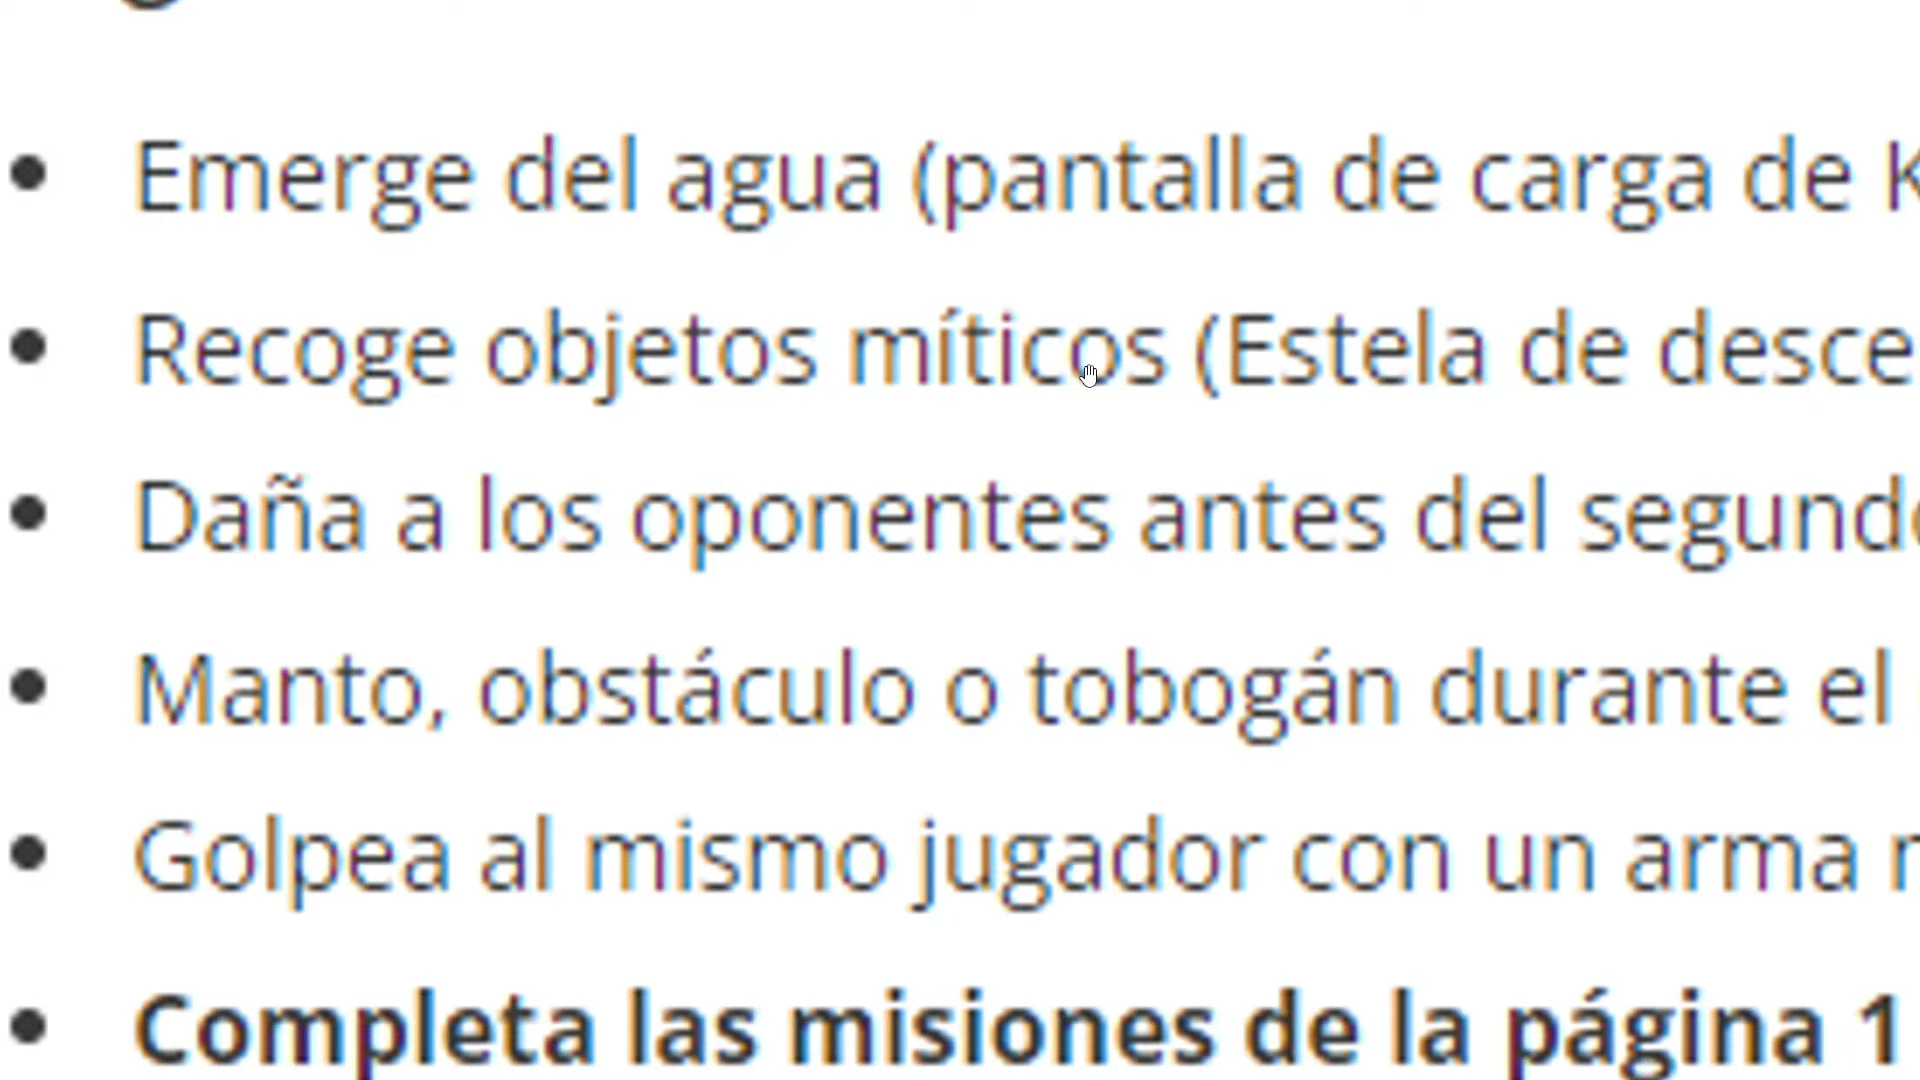 Emerge del agua (pantalla de carga de K
Recoge objetos míticos (Estela de desce
Daña a los oponentes antes del segundo
Manto, obstáculo o tobogán durante el
Golpea al mismo jugador con un arma
Completa las misiones de la página 1